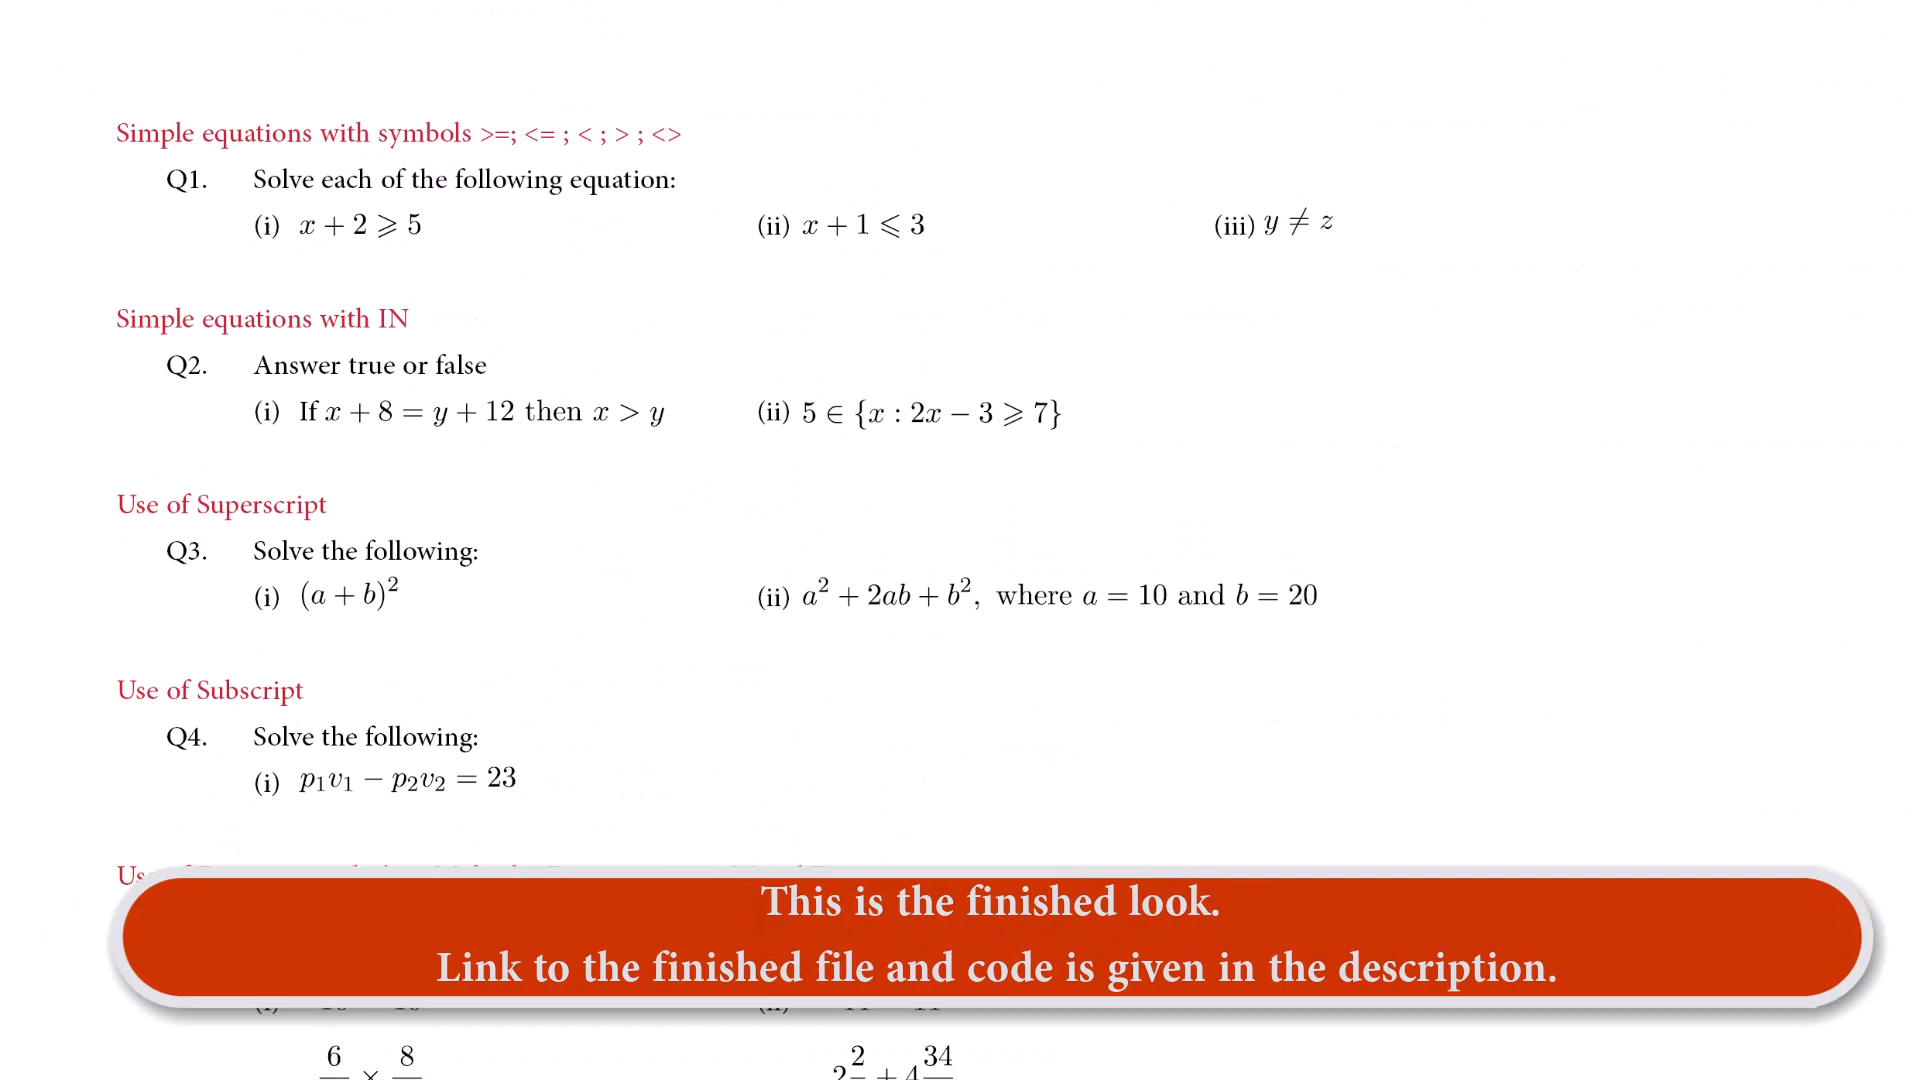 Simple equations with symbols >=; <= ; < ; > ; <>
Q1. Solve each of the following equation:
(i) x + 2 ⩾ 5 (ii) x + 1 ⩽ 3 (iii) y ≠ z
Simple equations with IN
Q2. Answer true or false
(i) If x + 8 = y + 12 then x > y (ii) 5 ∈ {x : 2x − 3 ⩾ 7}
Use of Superscript
Q3. Solve the following:
(i) (a + b)² (ii) a² + 2ab + b², where a = 10 and b = 20
Use of Subscript
Q4. Solve the following:
(i) p₁v₁ − p₂v₂ = 23
This is the finished look.
Link to the finished file and code is given in the description.
6 × 8 2 2 + 4 34